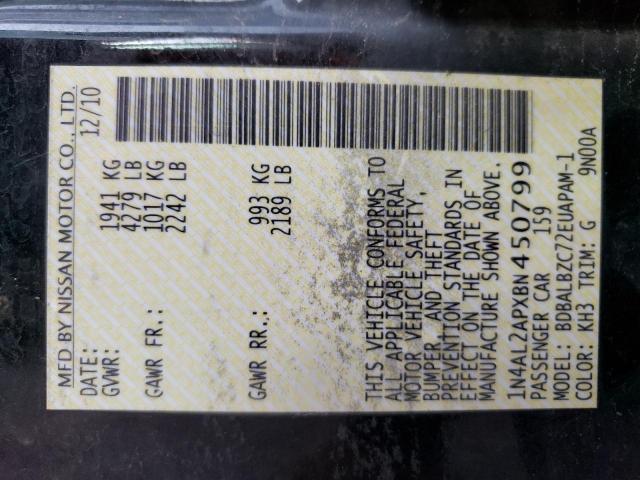 MFD BY NISSAN MOTOR CO., LTD.
DATE: 12/10
GVWR: 1941 KG
4279 LB
GAWR FR.: 1017 KG
2242 LB
GAWR RR.: 993 KG
2189 LB
THIS VEHICLE CONFORMS TO
ALL APPLICABLE FEDERAL
MOTOR VEHICLE SAFETY,
BUMPER, AND THEFT
PREVENTION STANDARDS IN
EFFECT ON THE DATE OF
MANUFACTURE SHOWN ABOVE.
1N4AL2APXBN450799
PASSENGER CAR 159
MODEL: BDBALBZC72EUAPAM-1
COLOR: KH3 TRIM: G 9N00A